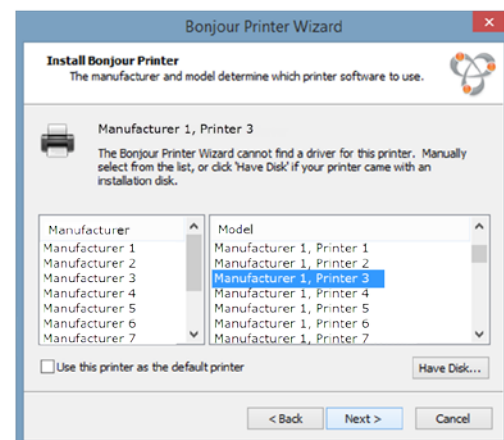 Bonjour Printer Wizard
Install Bonjour Printer
The manufacturer and model determine which printer software to use.
Manufacturer 1, Printer 3
The Bonjour Printer Wizard cannot find a driver for this printer. Manually
select from the list, or click 'Have Disk' if your printer came with an
installation disk.
Manufacturer
Manufacturer 1
Manufacturer 2
Manufacturer 3
Manufacturer 4
Manufacturer 5
Manufacturer 6
Manufacturer 7
Model
Manufacturer 1, Printer 1
Manufacturer 1, Printer 2
Manufacturer 1, Printer 3
Manufacturer 1, Printer 4
Manufacturer 1, Printer 5
Manufacturer 1, Printer 6
Manufacturer 1, Printer 7
Use this printer as the default printer
Have Disk...
< Back
Next >
Cancel